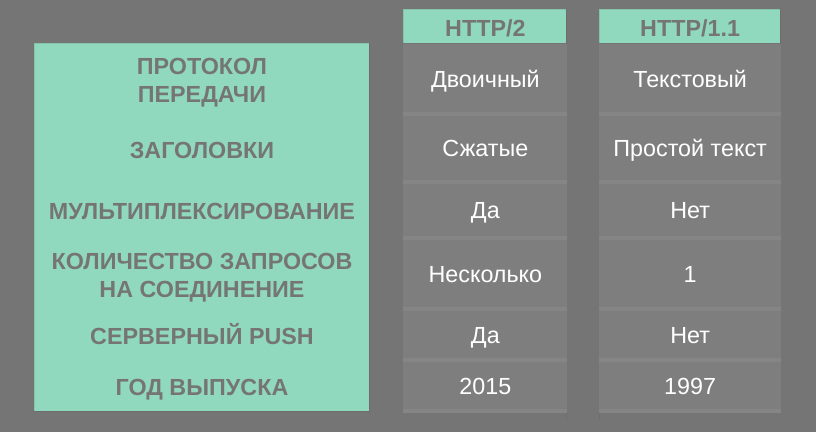 HTTP/2 HTTP/1.1
ПРОТОКОЛ
ПЕРЕДАЧИ Двоичный Текстовый
ЗАГОЛОВКИ Сжатые Простой текст
МУЛЬТИПЛЕКСИРОВАНИЕ Да Нет
КОЛИЧЕСТВО ЗАПРОСОВ
НА СОЕДИНЕНИЕ Несколько 1
СЕРВЕРНЫЙ PUSH Да Нет
ГОД ВЫПУСКА 2015 1997